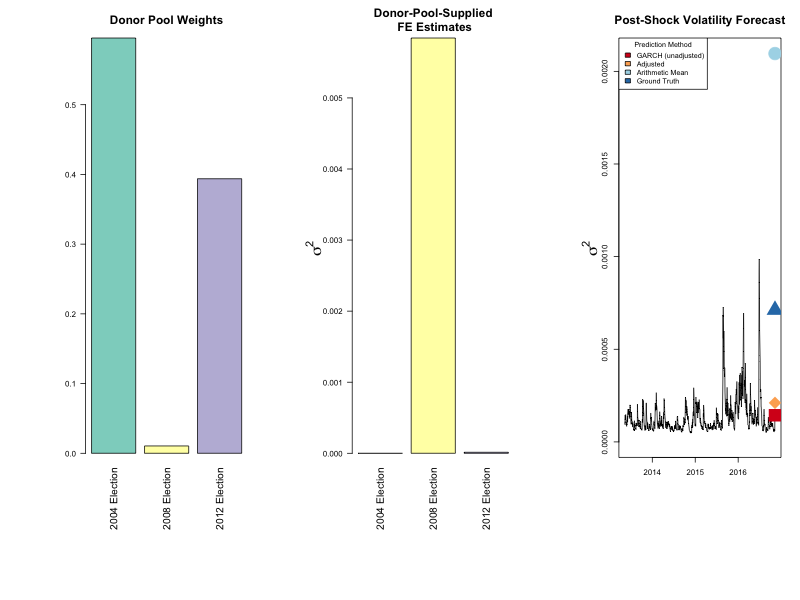 Donor Pool Weights
0.5
0.4
0.3
0.2
0.1
0.0
2004 Election
2008 Election
2012 Election
Donor-Pool-Supplied
FE Estimates
σ²
0.005
0.004
0.003
0.002
0.001
0.000
2004 Election
2008 Election
2012 Election
Post-Shock Volatility Forecast
Prediction Method
GARCH (unadjusted)
Adjusted
Arithmetic Mean
Ground Truth
σ²
0.0020
0.0015
0.0010
0.0005
0.0000
2014
2015
2016